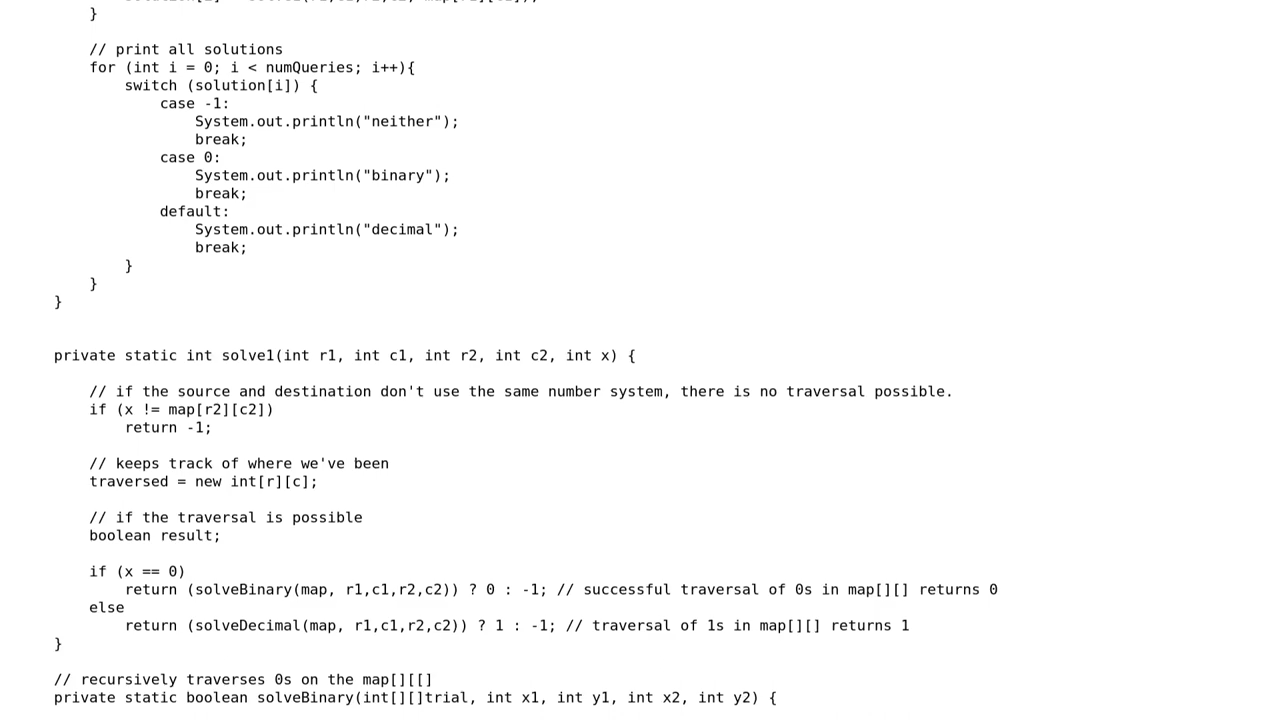 }
// print all solutions
for (int i = 0; i < numQueries; i++){
switch (solution[i]) {
case -1:
System.out.println("neither");
break;
case 0:
System.out.println("binary");
break;
default:
System.out.println("decimal");
break;
}
}
}
private static int solve1(int r1, int c1, int r2, int c2, int x) {
// if the source and destination don't use the same number system, there is no traversal possible.
if (x != map[r2][c2])
return -1;
// keeps track of where we've been
traversed = new int[r][c];
// if the traversal is possible
boolean result;
if (x == 0)
return (solveBinary(map, r1,c1,r2,c2)) ? 0 : -1; // successful traversal of 0s in map[][] returns 0
else
return (solveDecimal(map, r1,c1,r2,c2)) ? 1 : -1; // traversal of 1s in map[][] returns 1
}
// recursively traverses 0s on the map[][[]
private static boolean solveBinary(int[][]trial, int x1, int y1, int x2, int y2) {